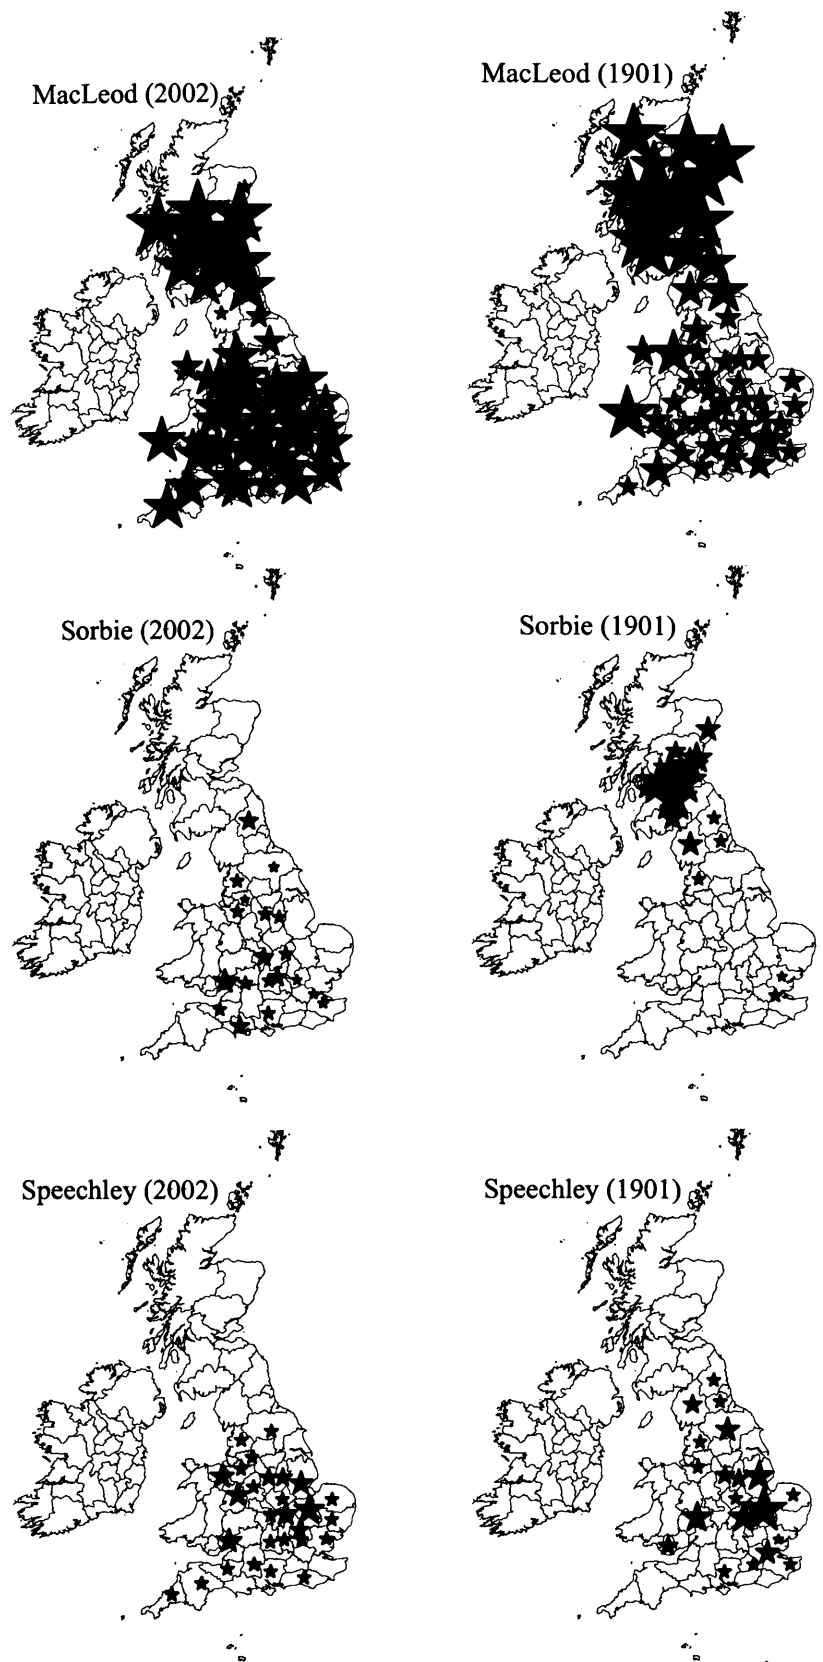 MacLeod (2002)
MacLeod (1901)
Sorbie (2002)
Sorbie (1901)
Speechley (2002)
Speechley (1901)